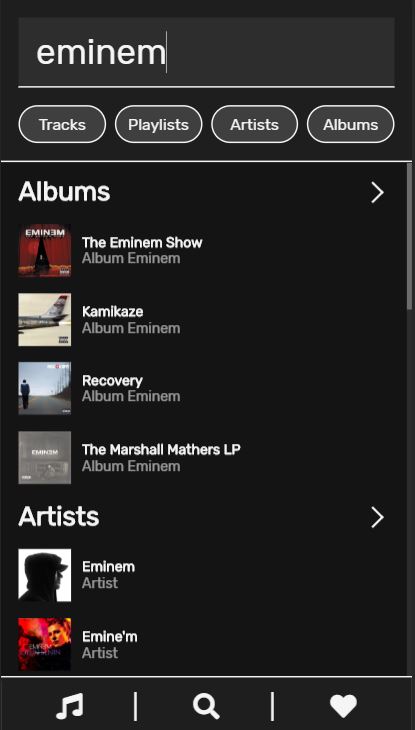 eminem
Tracks
Playlists
Artists
Albums
Albums
EMINEM
The Eminem Show
Album Eminem
Kamikaze
Album Eminem
Recovery
Album Eminem
EMINEM
The Marshall Mathers LP
Album Eminem
Artists
Eminem
Artist
Emine'm
Artist